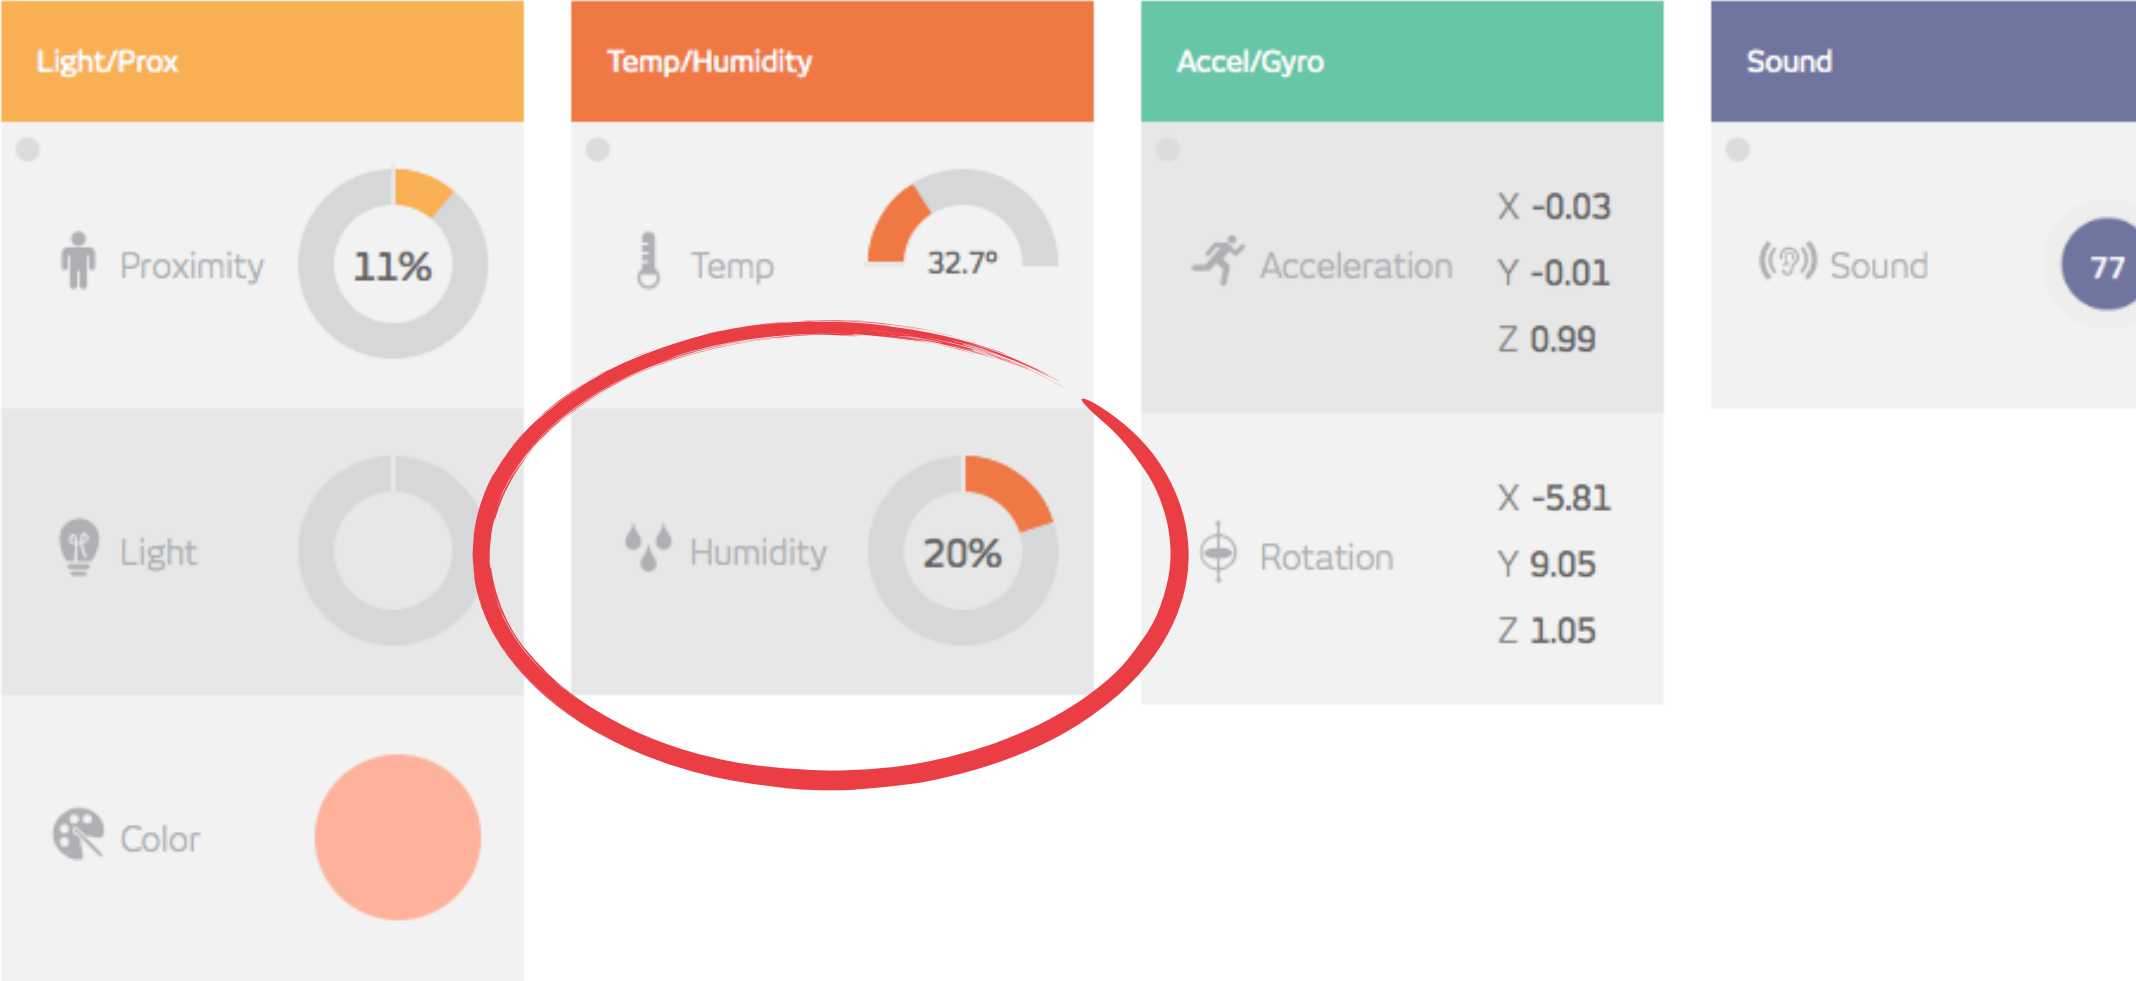 Light/Prox
Proximity
11%
Light
Color
Temp/Humidity
Temp
32.7º
Humidity
20%
Accel/Gyro
Acceleration
X -0.03
Y -0.01
Z 0.99
Rotation
X -5.81
Y 9.05
Z 1.05
Sound
Sound
77